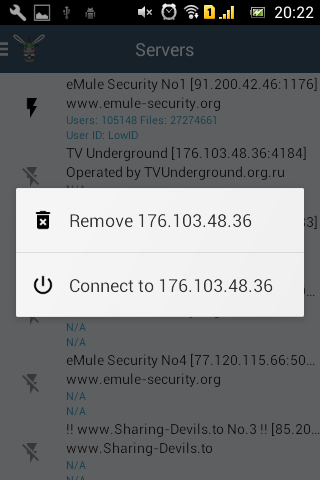 20:22
1
Servers
eMule Security No1 [91.200.42.46:1176]
www.emule-security.org
Users: 105148 Files: 27274661
User ID: LowID
TV Underground [176.103.48.36:4184]
Operated by TVUnderground.org.ru
Remove 176.103.48.36
Connect to 176.103.48.36
N/A
N/A
eMule Security No4 [77.120.115.66:50...
www.emule-security.org
N/A
N/A
!! www.Sharing-Devils.to No.3 !! [85.20...
www.Sharing-Devils.to
N/A